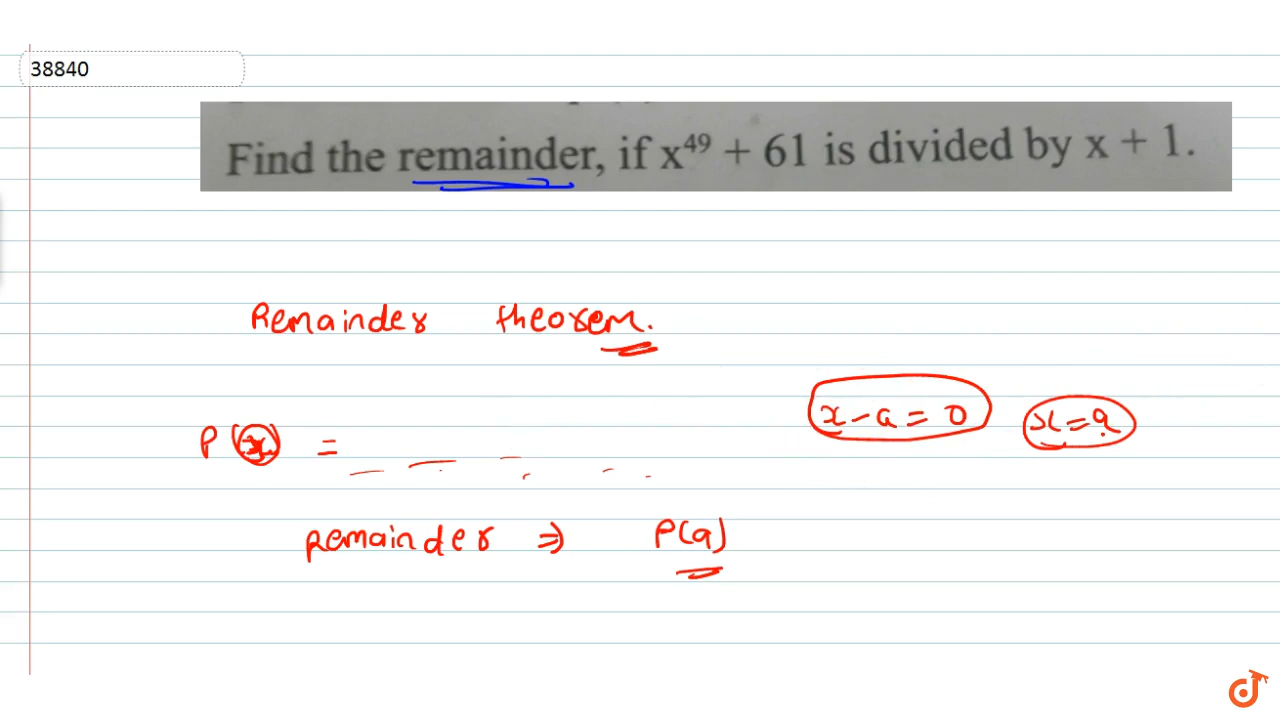 38840
Find the remainder, if x⁴⁹ + 61 is divided by x + 1.
Remainder theorem.
x - a = 0 x = a
P(x) =
remainder ⇒ P(a)